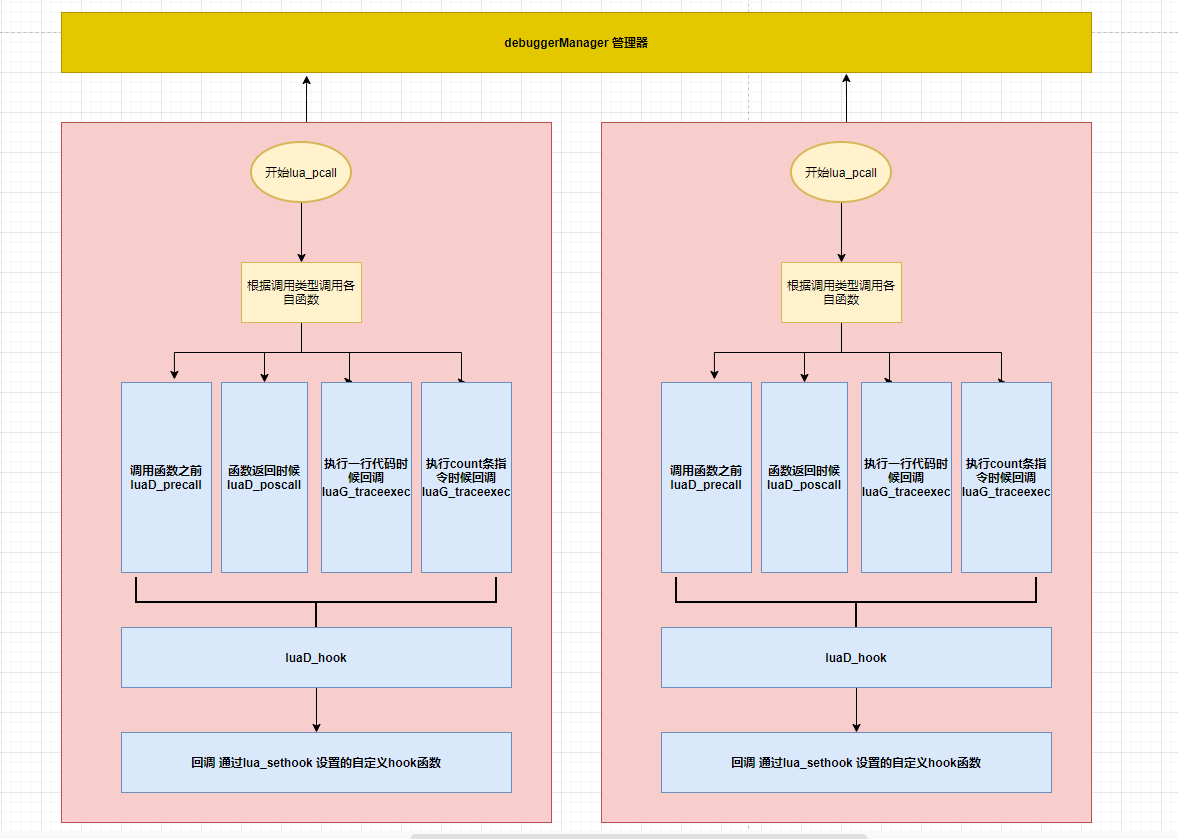 debuggerManager 管理器
开始lua_pcall
根据调用类型调用各
自函数
调用函数之前
luaD_precall
函数返回时候
luaD_poscall
执行一行代码时
候回调
luaG_traceexec
执行count条指
令时候回调
luaG_traceexec
luaD_hook
回调 通过lua_sethook 设置的自定义hook函数
开始lua_pcall
根据调用类型调用各
自函数
调用函数之前
luaD_precall
函数返回时候
luaD_poscall
执行一行代码时
候回调
luaG_traceexec
执行count条指
令时候回调
luaG_traceexec
luaD_hook
回调 通过lua_sethook 设置的自定义hook函数